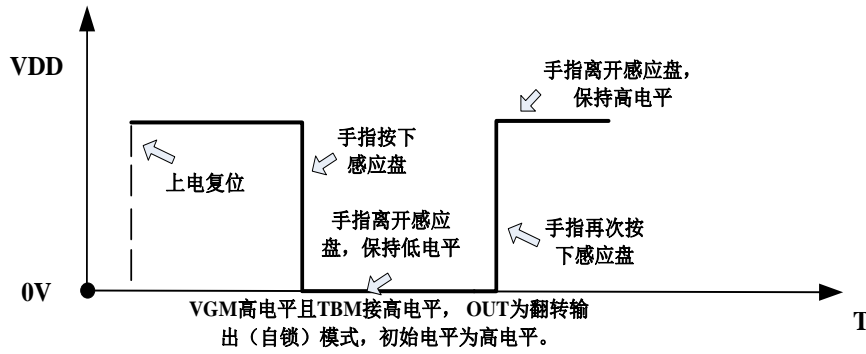 VDD
手指离开感应盘，
保持高电平
手指按下
感应盘
上电复位
手指离开感应
盘，保持低电平
手指再次按
下感应盘
0V
VGM高电平且TBM接高电平， OUT为翻转输
出（自锁）模式，初始电平为高电平。
T